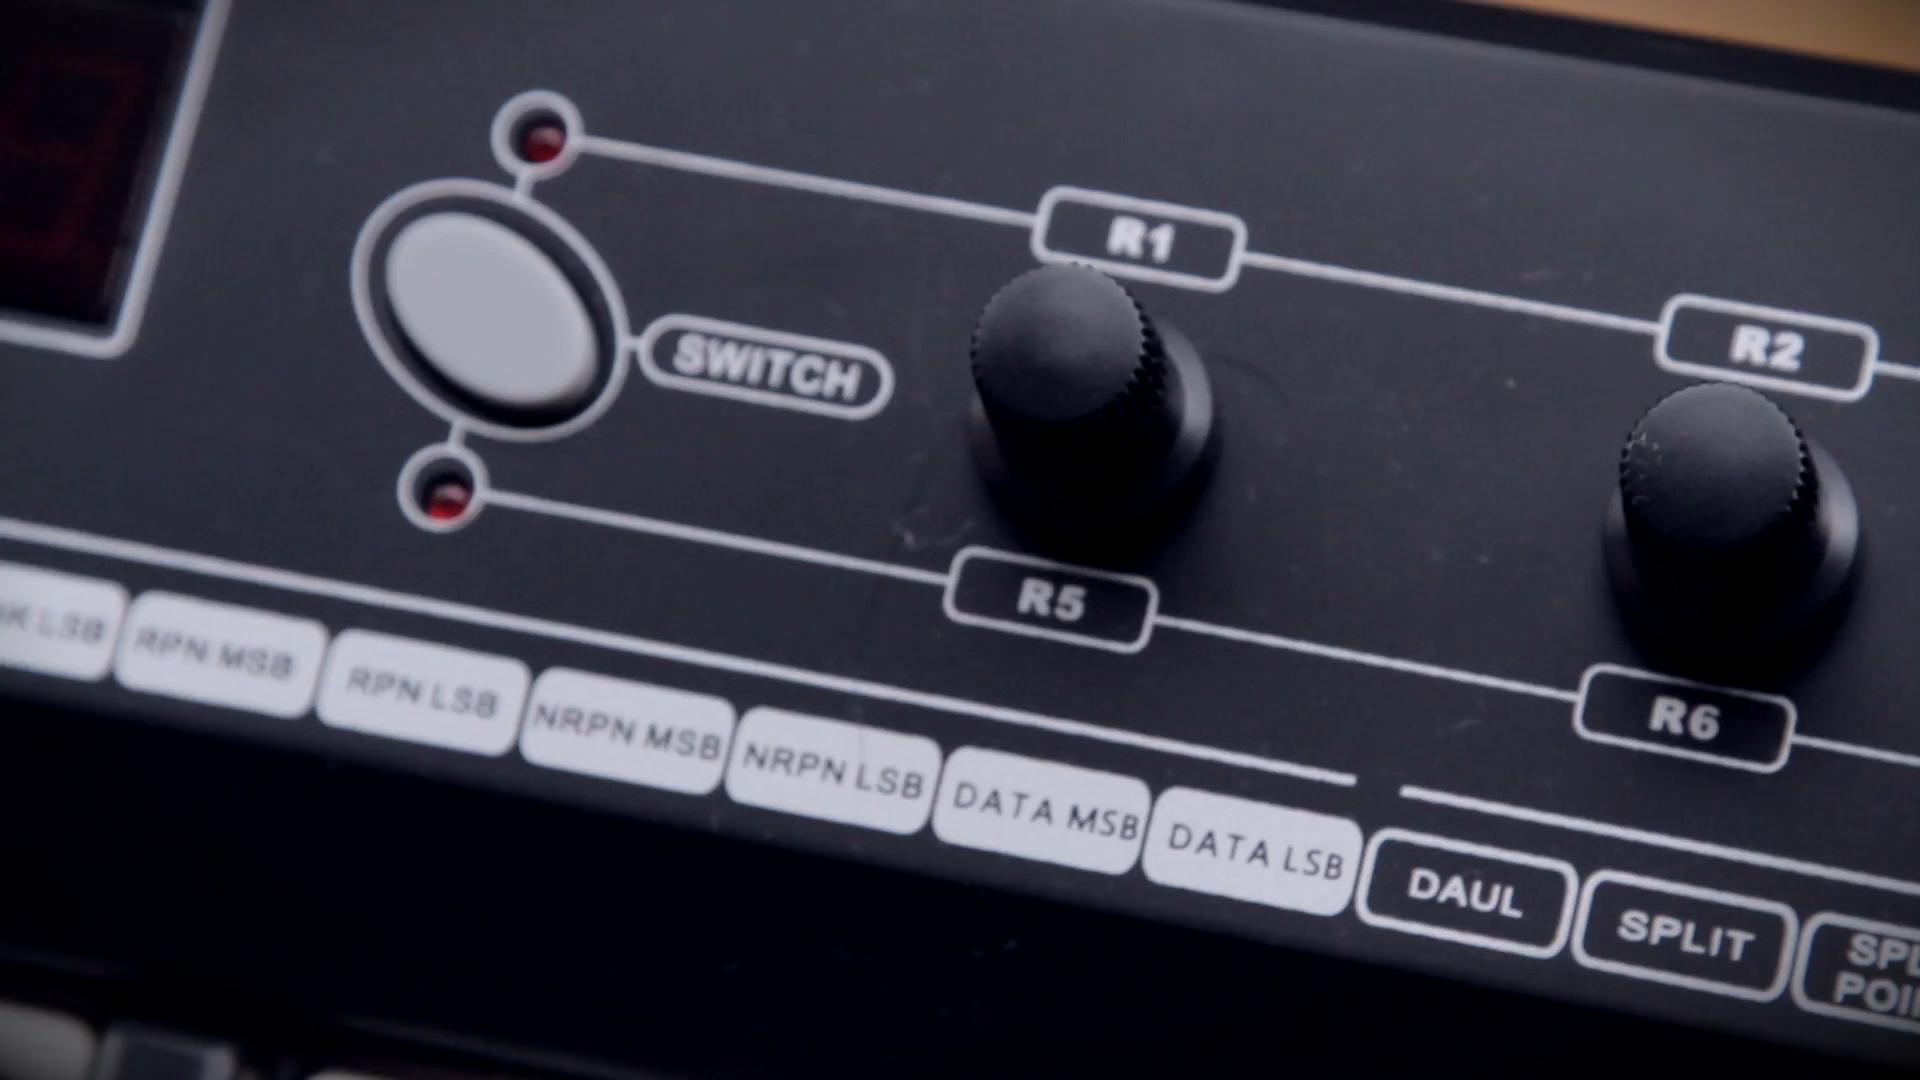 R1
R2
SWITCH
R5
R6
LSB
RPN MSB
RPN LSB
NRPN MSB
NRPN LSB
DATA MSB
DATA LSB
DAUL
SPLIT